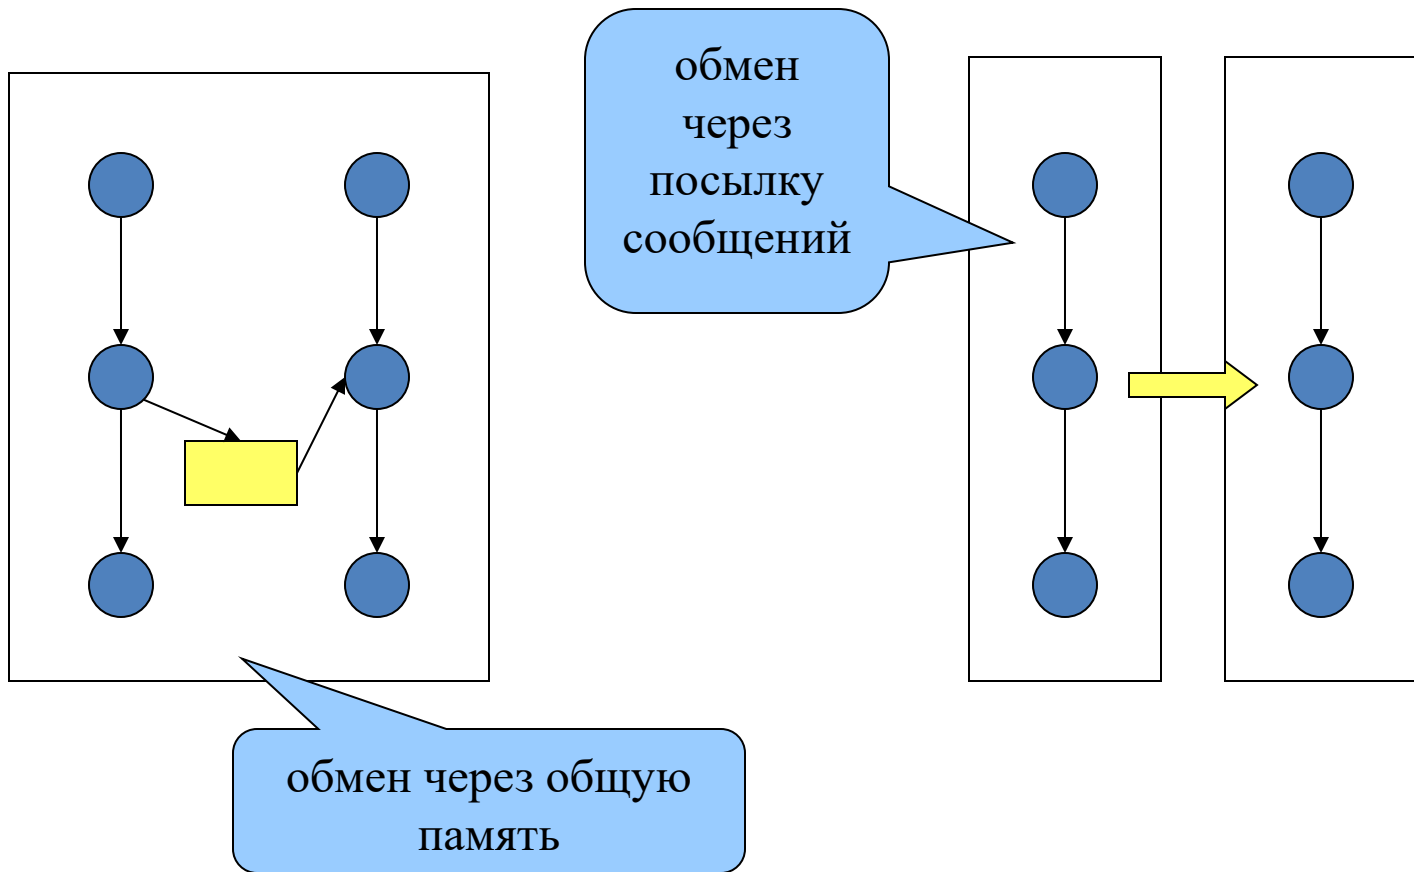 обмен
через
посылку
сообщений
обмен через общую
память